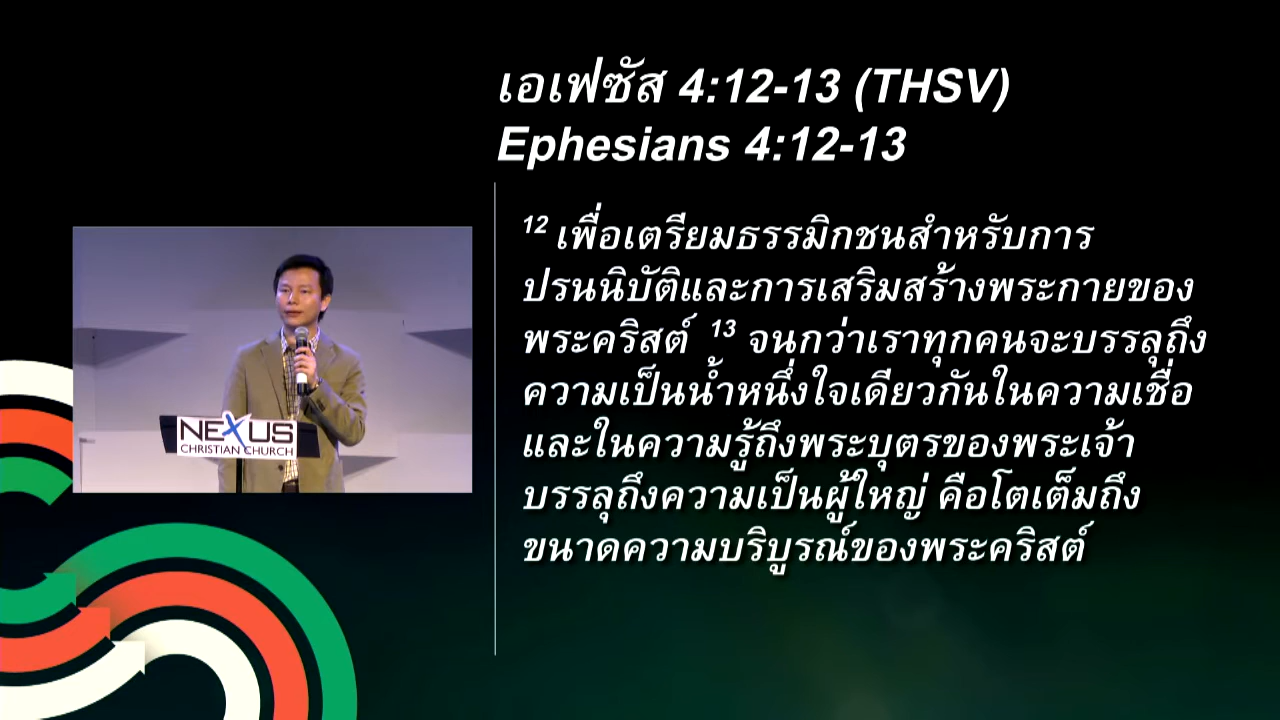 เอเฟซัส 4:12-13 (THSV)
Ephesians 4:12-13
12 เพื่อเตรียมธรรมิกชนสำหรับการ
ปรนนิบัติและการเสริมสร้างพระกายของ
พระคริสต์ 13 จนกว่าเราทุกคนจะบรรลุถึง
ความเป็นน้ำหนึ่งใจเดียวกันในความเชื่อ
และในความรู้ถึงพระบุตรของพระเจ้า
บรรลุถึงความเป็นผู้ใหญ่ คือโตเต็มถึง
ขนาดความบริบูรณ์ของพระคริสต์
NEXUS
CHRISTIAN CHURCH